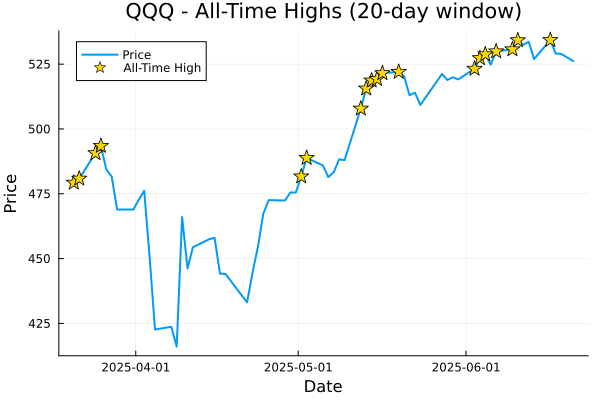 QQQ - All-Time Highs (20-day window)
Price
All-Time High
525
500
475
450
425
Price
2025-04-01
2025-05-01
2025-06-01
Date